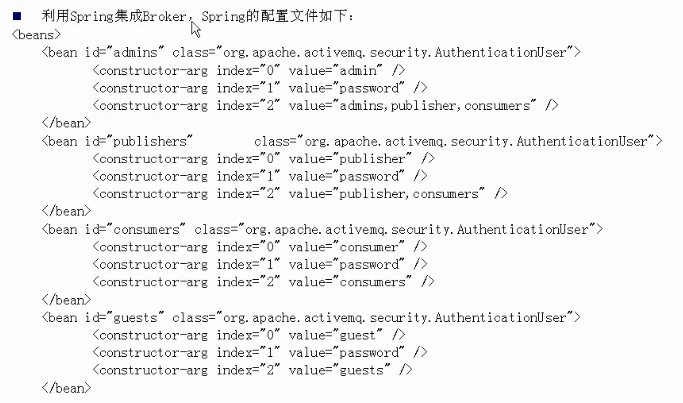 ■ 利用Spring集成Broker, Spring的配置文件如下:
<beans>
<bean id="admins" class="org.apache.activemq.security.AuthenticationUser">
<constructor-arg index="0" value="admin" />
<constructor-arg index="1" value="password" />
<constructor-arg index="2" value="admins,publisher,consumers" />
</bean>
<bean id="publishers" class="org.apache.activemq.security.AuthenticationUser">
<constructor-arg index="0" value="publisher" />
<constructor-arg index="1" value="password" />
<constructor-arg index="2" value="publisher,consumers" />
</bean>
<bean id="consumers" class="org.apache.activemq.security.AuthenticationUser">
<constructor-arg index="0" value="consumer" />
<constructor-arg index="1" value="password" />
<constructor-arg index="2" value="consumers" />
</bean>
<bean id="guests" class="org.apache.activemq.security.AuthenticationUser">
<constructor-arg index="0" value="guest" />
<constructor-arg index="1" value="password" />
<constructor-arg index="2" value="guests" />
</bean>